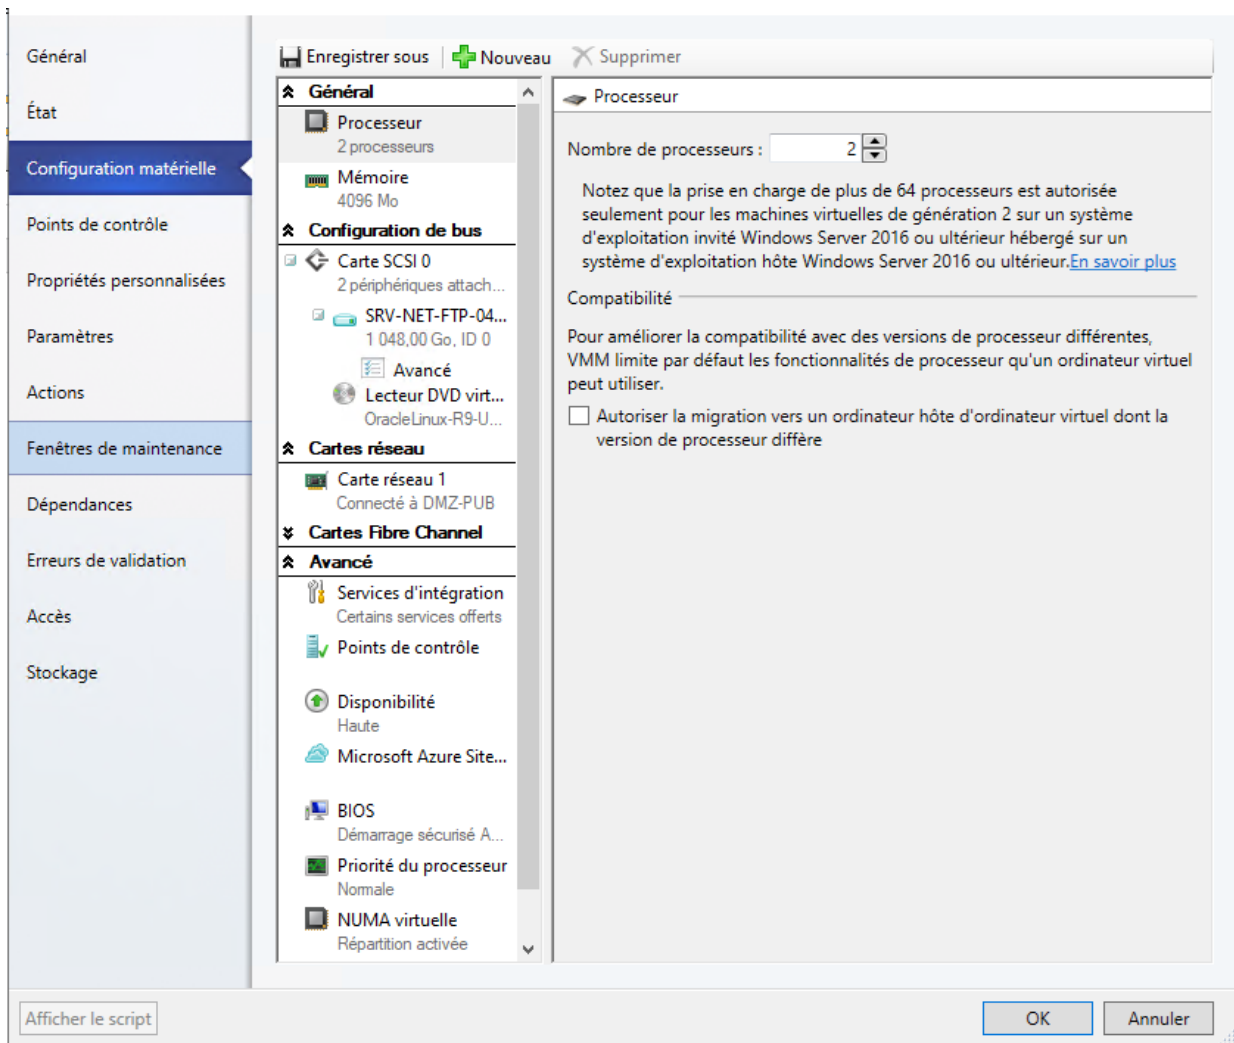 Général
État
Configuration matérielle
Points de contrôle
Propriétés personnalisées
Paramètres
Actions
Fenêtres de maintenance
Dépendances
Erreurs de validation
Accès
Stockage
Enregistrer sous
Nouveau
Supprimer
Général
Processeur
2 processeurs
Mémoire
4096 Mo
Configuration de bus
Carte SCSI 0
2 périphériques attach...
SRV-NET-FTP-04...
1 048,00 Go, ID 0
Avancé
Lecteur DVD virt...
OracleLinux-R9-U...
Cartes réseau
Carte réseau 1
Connecté à DMZ-PUB
Cartes Fibre Channel
Avancé
Services d'intégration
Certains services offerts
Points de contrôle
Disponibilité
Haute
Microsoft Azure Site...
BIOS
Démarrage sécurisé A...
Priorité du processeur
Normale
NUMA virtuelle
Répartition activée
Processeur
Nombre de processeurs : 2
Notez que la prise en charge de plus de 64 processeurs est autorisée
seulement pour les machines virtuelles de génération 2 sur un système
d'exploitation invité Windows Server 2016 ou ultérieur hébergé sur un
système d'exploitation hôte Windows Server 2016 ou ultérieur.En savoir plus
Compatibilité
Pour améliorer la compatibilité avec des versions de processeur différentes,
VMM limite par défaut les fonctionnalités de processeur qu'un ordinateur virtuel
peut utiliser.
Autoriser la migration vers un ordinateur hôte d'ordinateur virtuel dont la
version de processeur diffère
Afficher le script
OK
Annuler